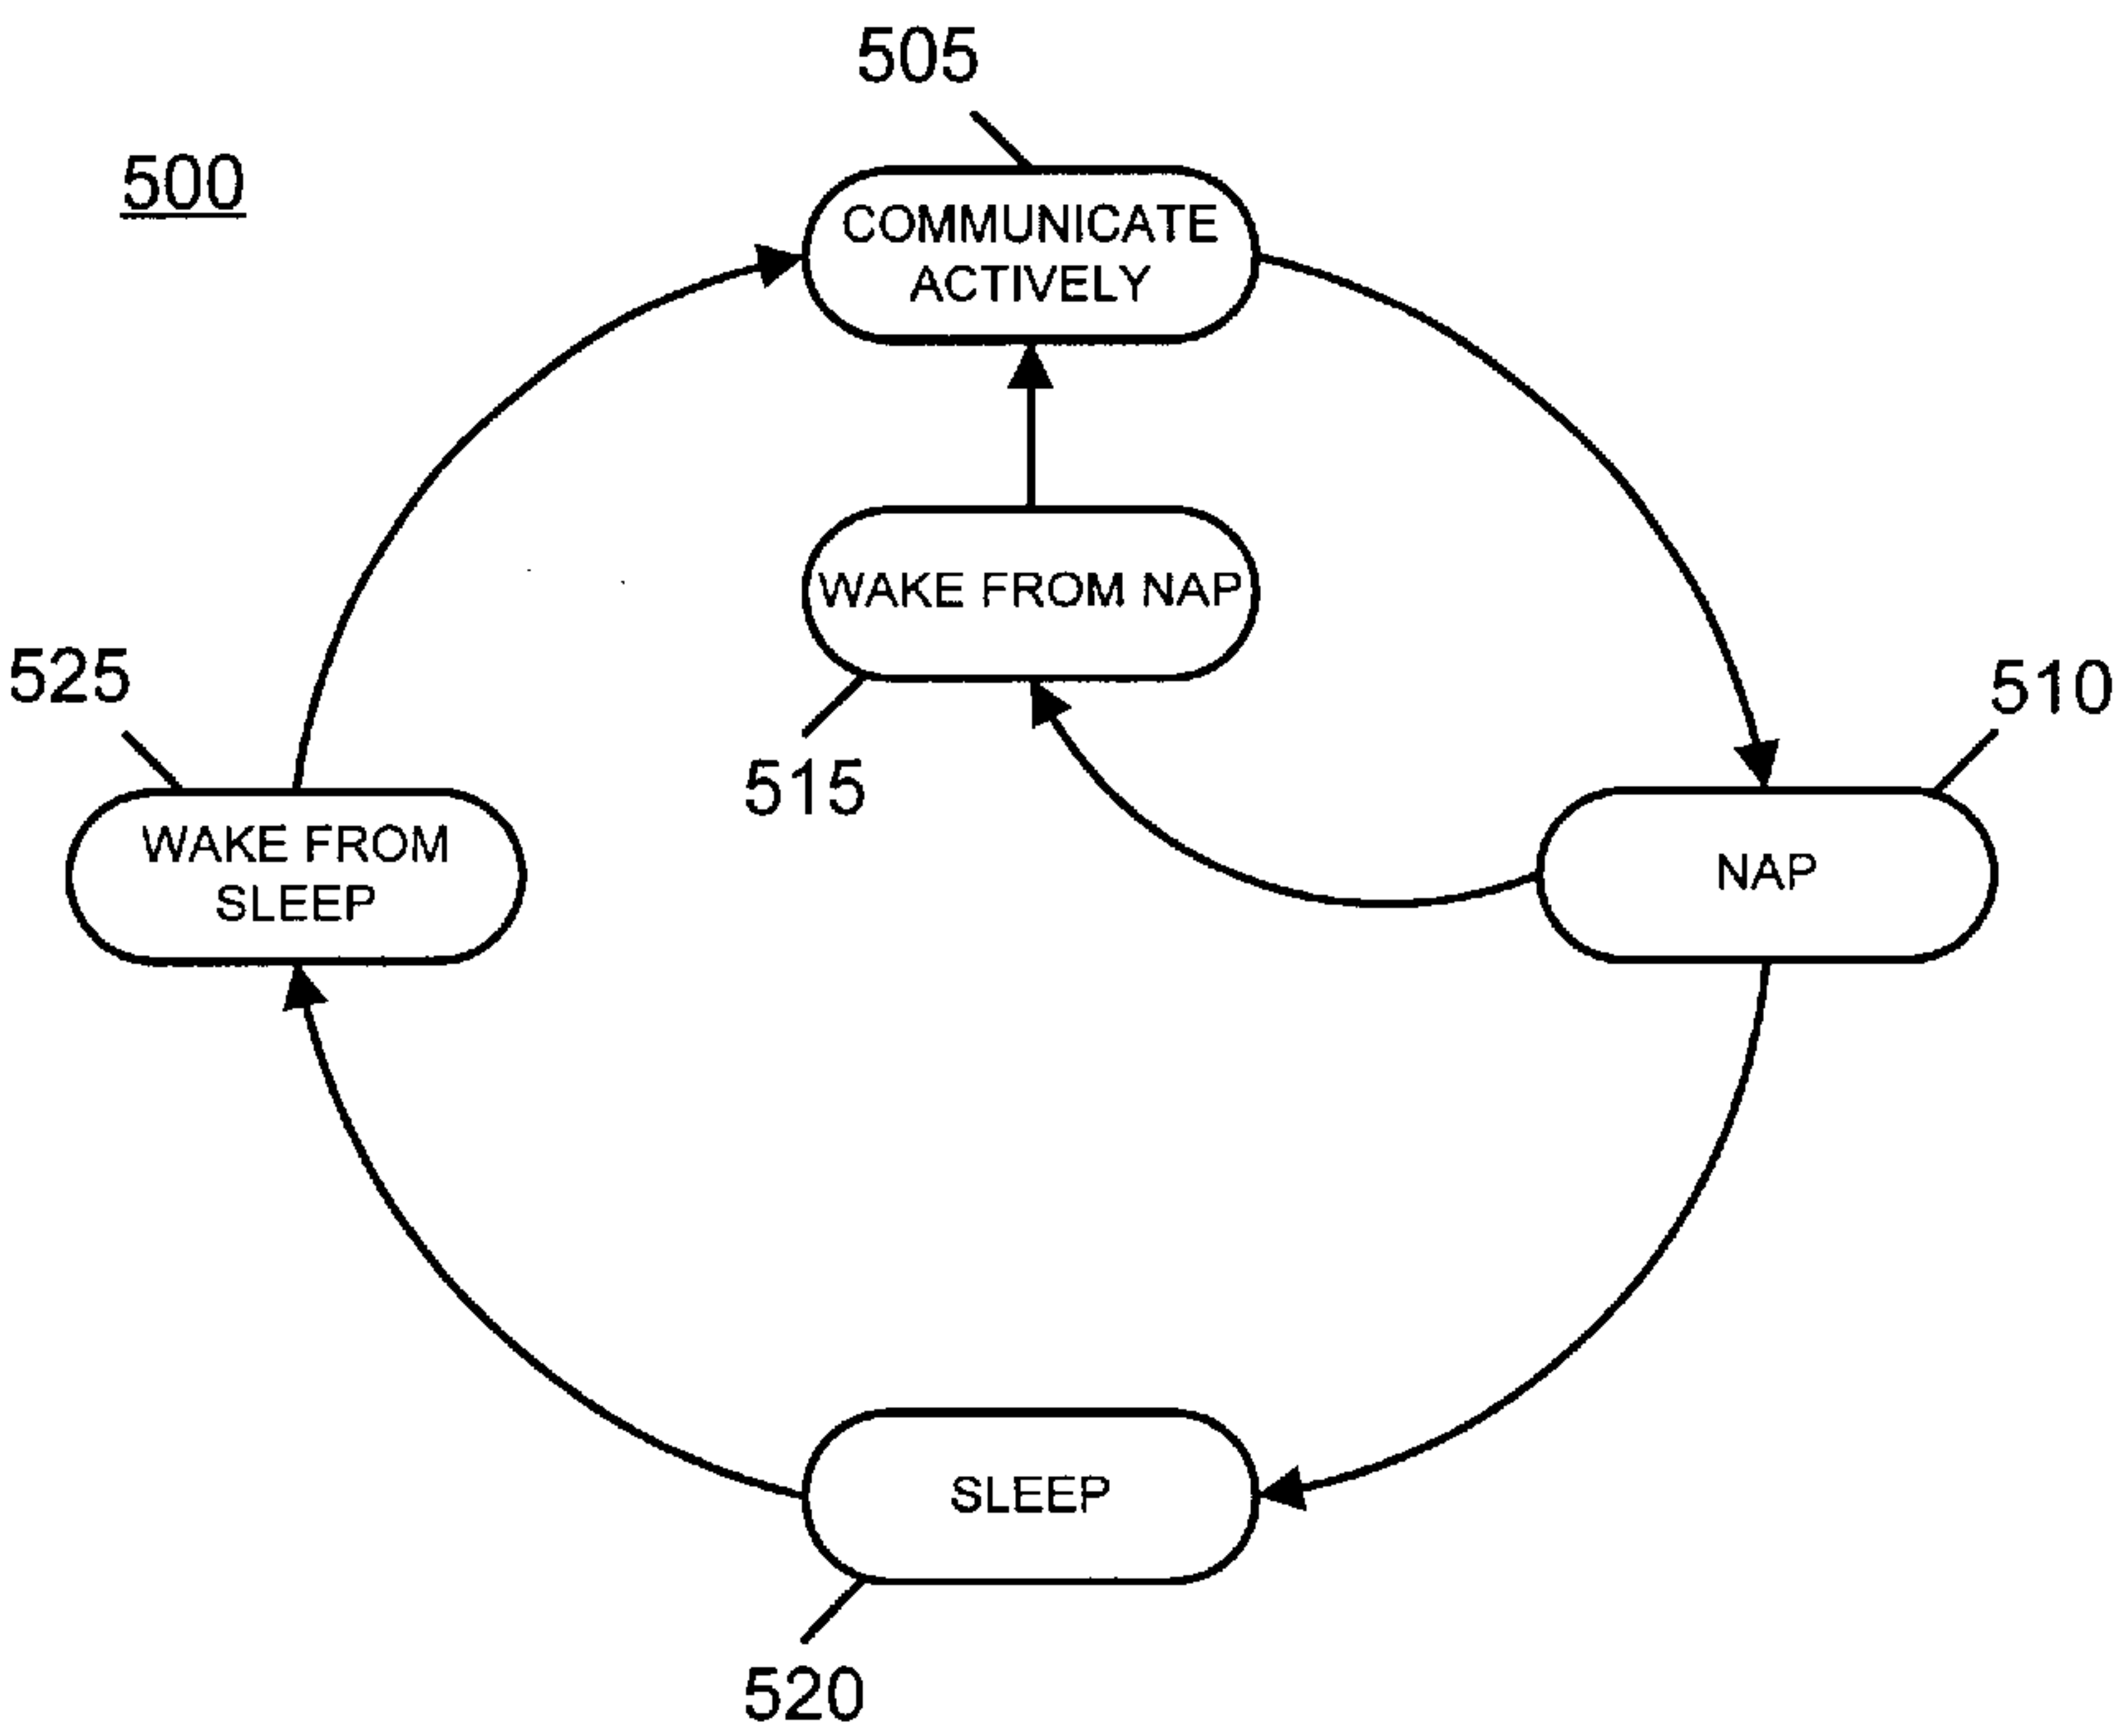 505
500
COMMUNICATE
ACTIVELY
WAKE FROM NAP
525
510
515
WAKE FROM
SLEEP
NAP
SLEEP
520